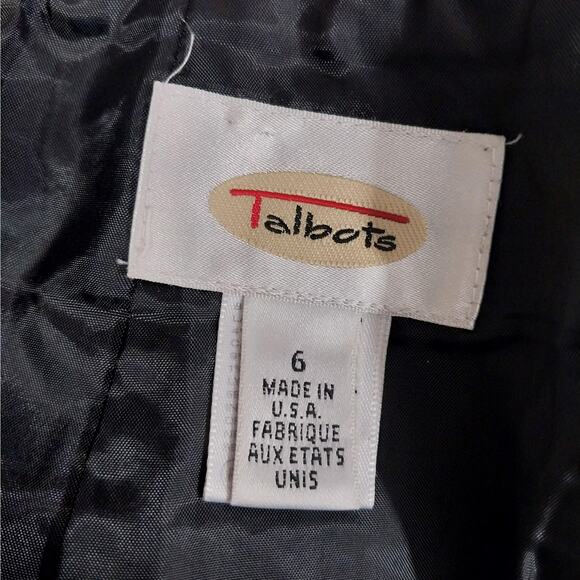 Talbots
6
MADE IN
U.S.A.
FABRIQUE
AUX ETATS
UNIS